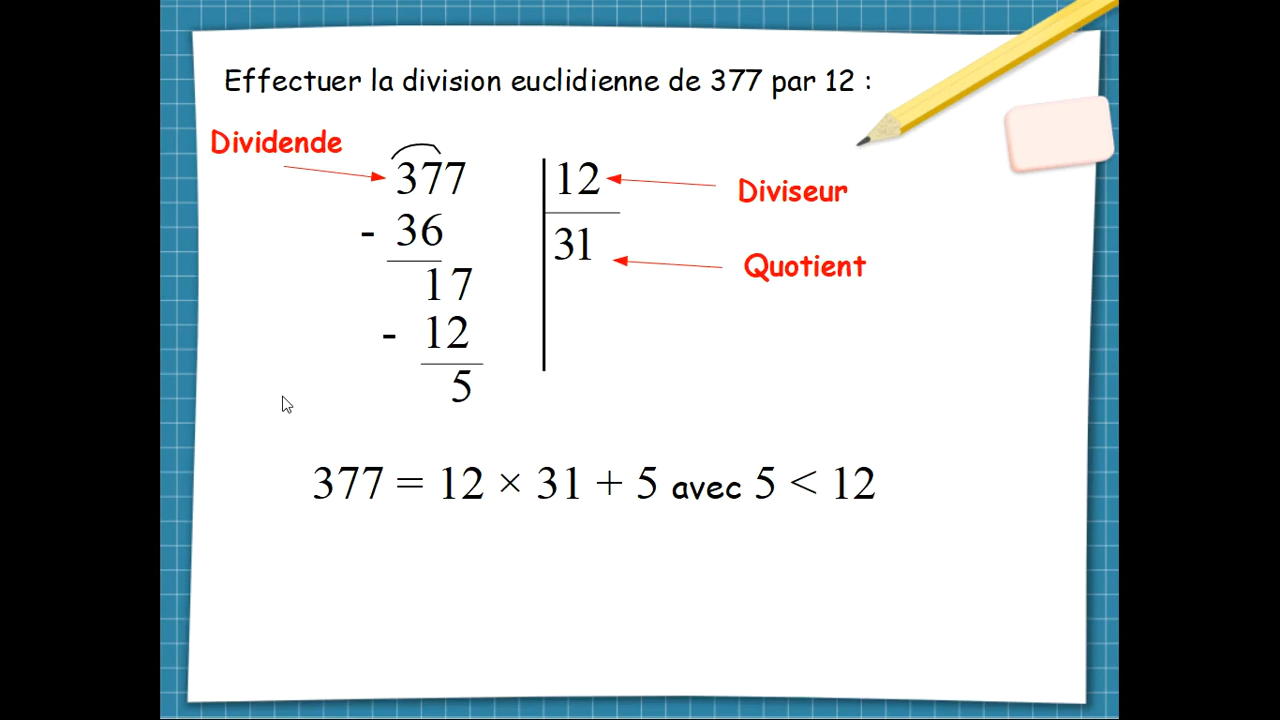 Effectuer la division euclidienne de 377 par 12 :
Dividende
377
12
Diviseur
- 36
31
Quotient
17
- 12
5
377 = 12 × 31 + 5 avec 5 < 12